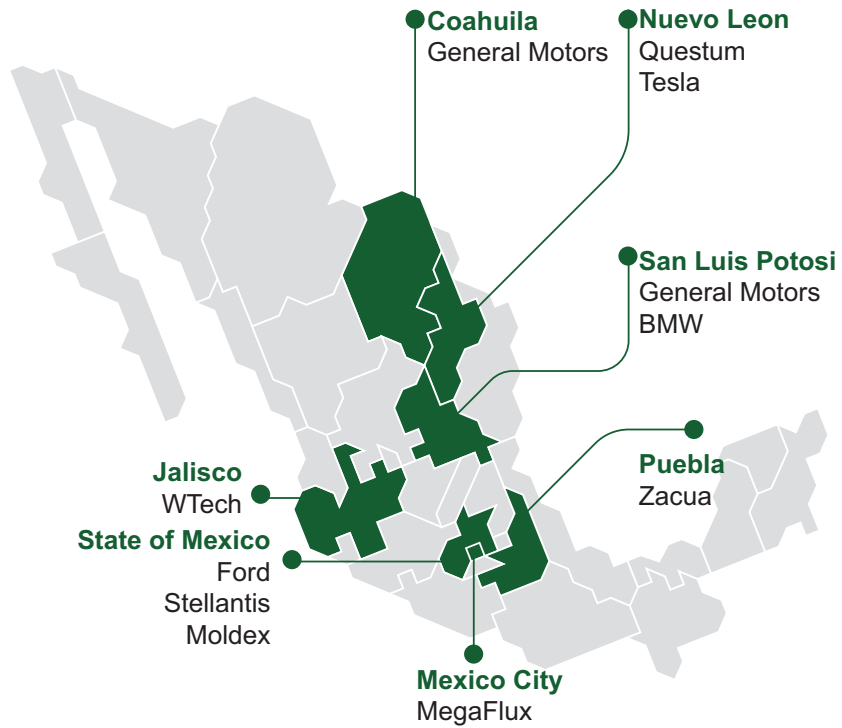 Coahuila
General Motors
Nuevo Leon
Questum
Tesla
San Luis Potosi
General Motors
BMW
Puebla
Zacua
Jalisco
WTech
State of Mexico
Ford
Stellantis
Moldex
Mexico City
MegaFlux